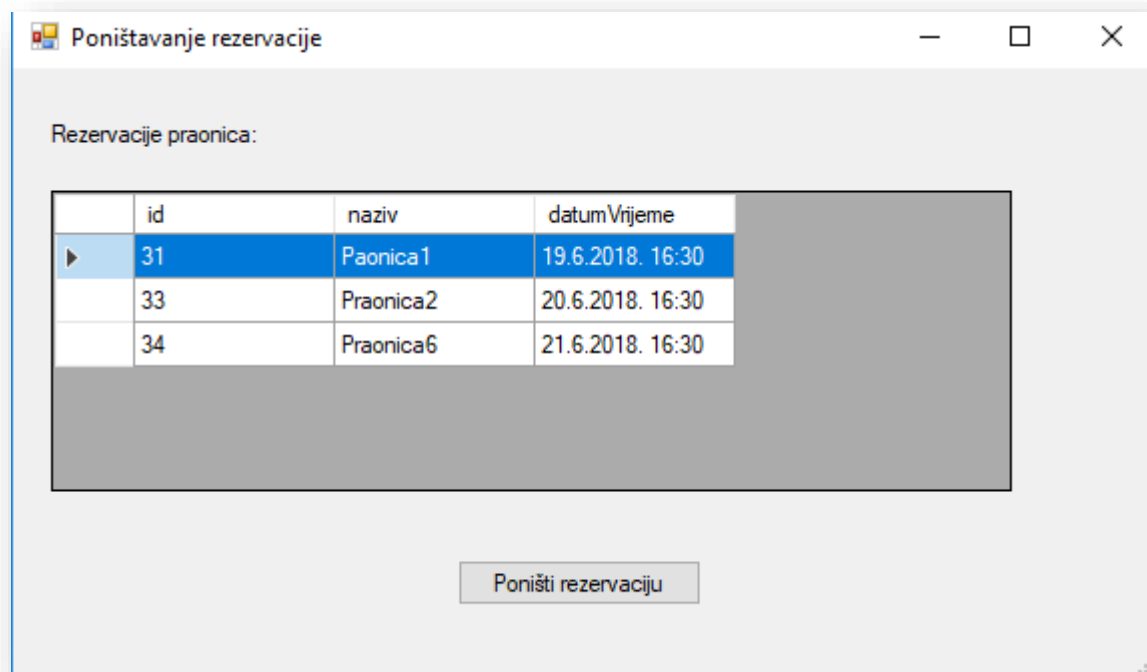 Poništavanje rezervacije
Rezervacije praonica:
id naziv datumVrijeme
31 Paonica1 19.6.2018. 16:30
33 Praonica2 20.6.2018. 16:30
34 Praonica6 21.6.2018. 16:30
Poništi rezervaciju